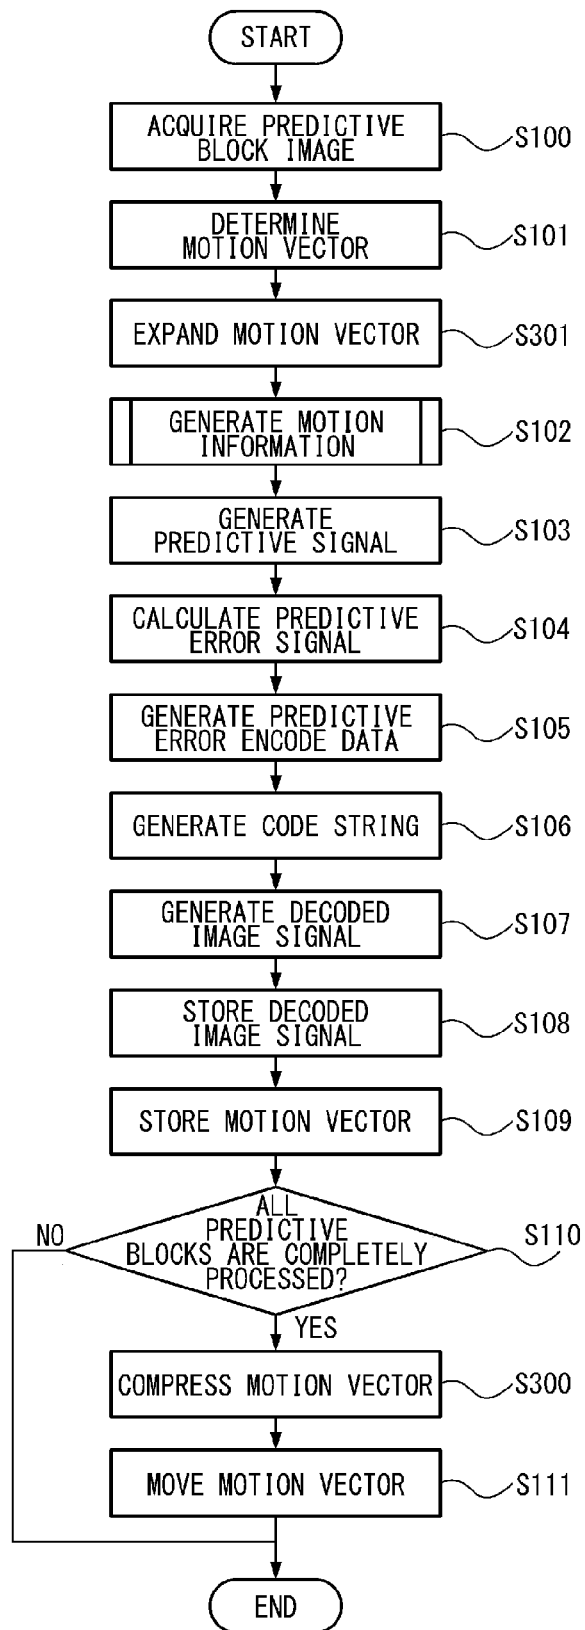 START
ACQUIRE PREDICTIVE
BLOCK IMAGE
S100
DETERMINE
MOTION VECTOR
S101
EXPAND MOTION VECTOR
S301
GENERATE MOTION
INFORMATION
S102
GENERATE
PREDICTIVE SIGNAL
S103
CALCULATE PREDICTIVE
ERROR SIGNAL
S104
GENERATE PREDICTIVE
ERROR ENCODE DATA
S105
GENERATE CODE STRING
S106
GENERATE DECODED
IMAGE SIGNAL
S107
STORE DECODED
IMAGE SIGNAL
S108
STORE MOTION VECTOR
S109
ALL
PREDICTIVE
BLOCKS ARE COMPLETELY
PROCESSED?
NO
S110
YES
COMPRESS MOTION VECTOR
S300
MOVE MOTION VECTOR
S111
END